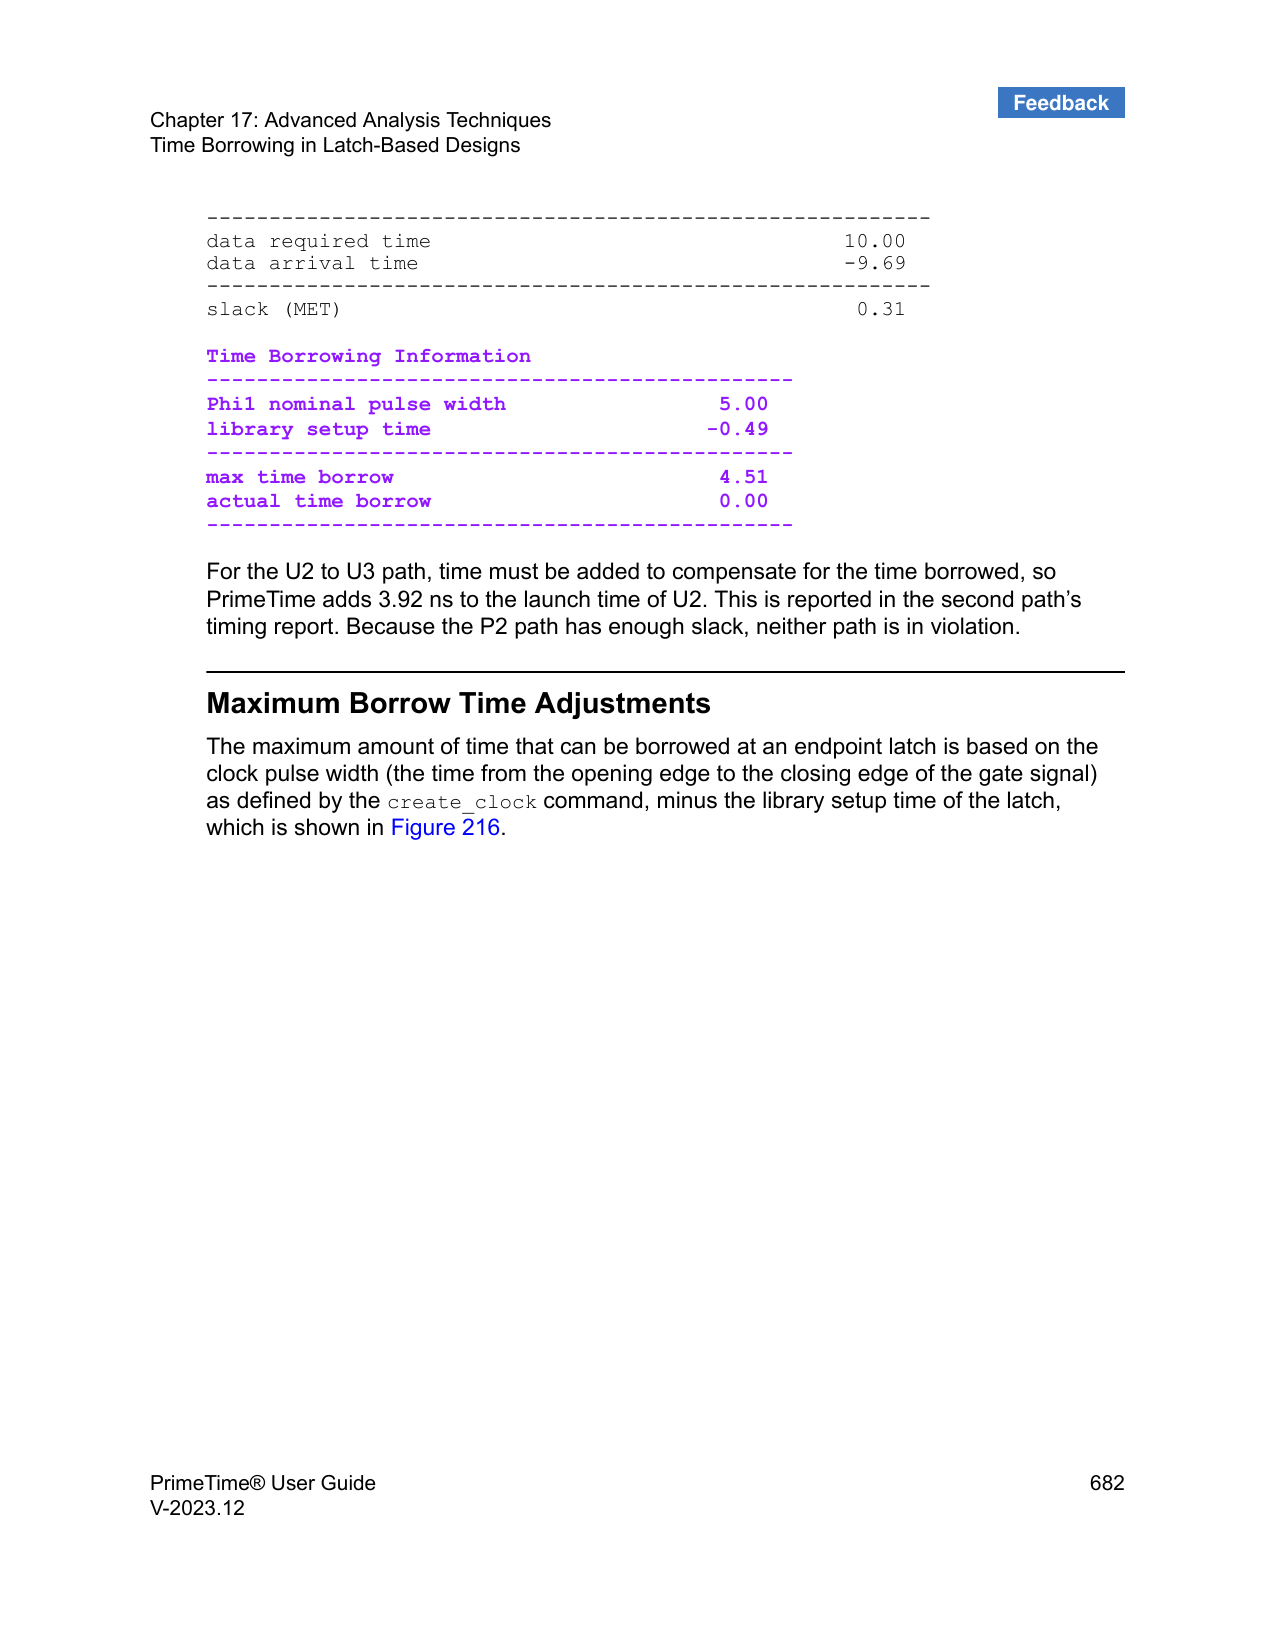 Feedback
Chapter 17: Advanced Analysis Techniques
Time Borrowing in Latch-Based Designs
----------------------------------------------------------
data required time                                 10.00
data arrival time                                  -9.69
----------------------------------------------------------
slack (MET)                                         0.31
Time Borrowing Information
-----------------------------------------------
Phi1 nominal pulse width                 5.00
library setup time                      -0.49
-----------------------------------------------
max time borrow                          4.51
actual time borrow                       0.00
-----------------------------------------------
For the U2 to U3 path, time must be added to compensate for the time borrowed, so
PrimeTime adds 3.92 ns to the launch time of U2. This is reported in the second path’s
timing report. Because the P2 path has enough slack, neither path is in violation.
Maximum Borrow Time Adjustments
The maximum amount of time that can be borrowed at an endpoint latch is based on the
clock pulse width (the time from the opening edge to the closing edge of the gate signal)
as defined by the create_clock command, minus the library setup time of the latch,
which is shown in Figure 216.
PrimeTime® User Guide 682
V-2023.12